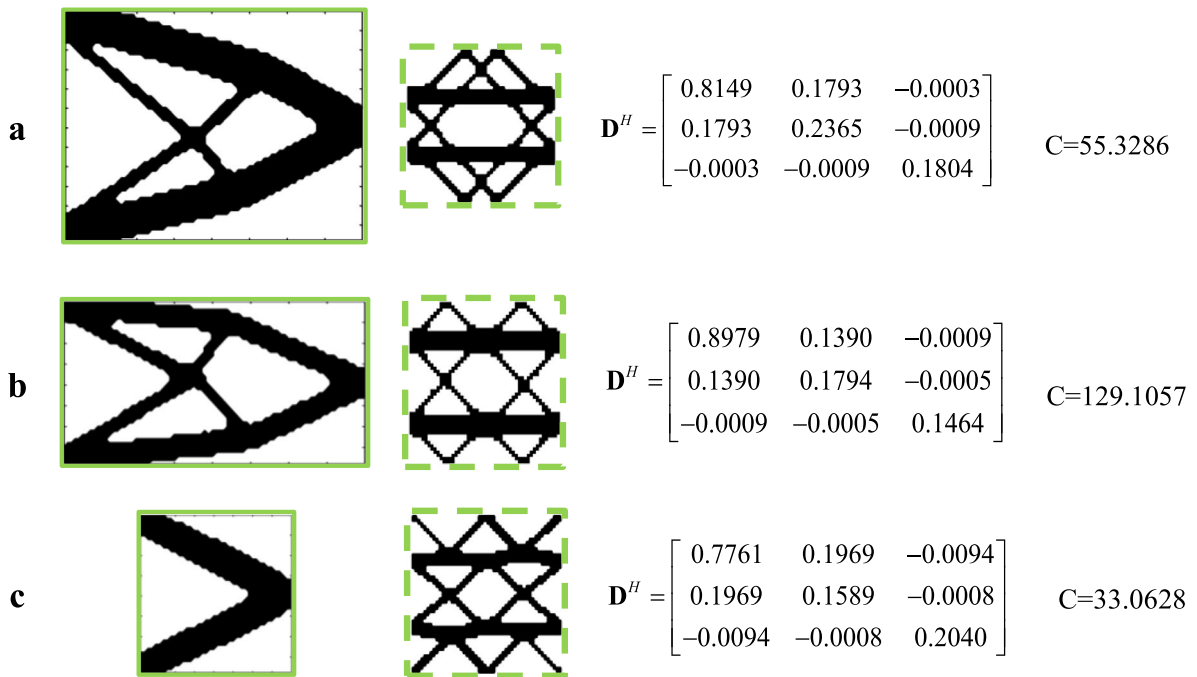 a
D^H = [0.8149 0.1793 −0.0003
0.1793 0.2365 −0.0009
−0.0003 −0.0009 0.1804]
C=55.3286
b
D^H = [0.8979 0.1390 −0.0009
0.1390 0.1794 −0.0005
−0.0009 −0.0005 0.1464]
C=129.1057
c
D^H = [0.7761 0.1969 −0.0094
0.1969 0.1589 −0.0008
−0.0094 −0.0008 0.2040]
C=33.0628